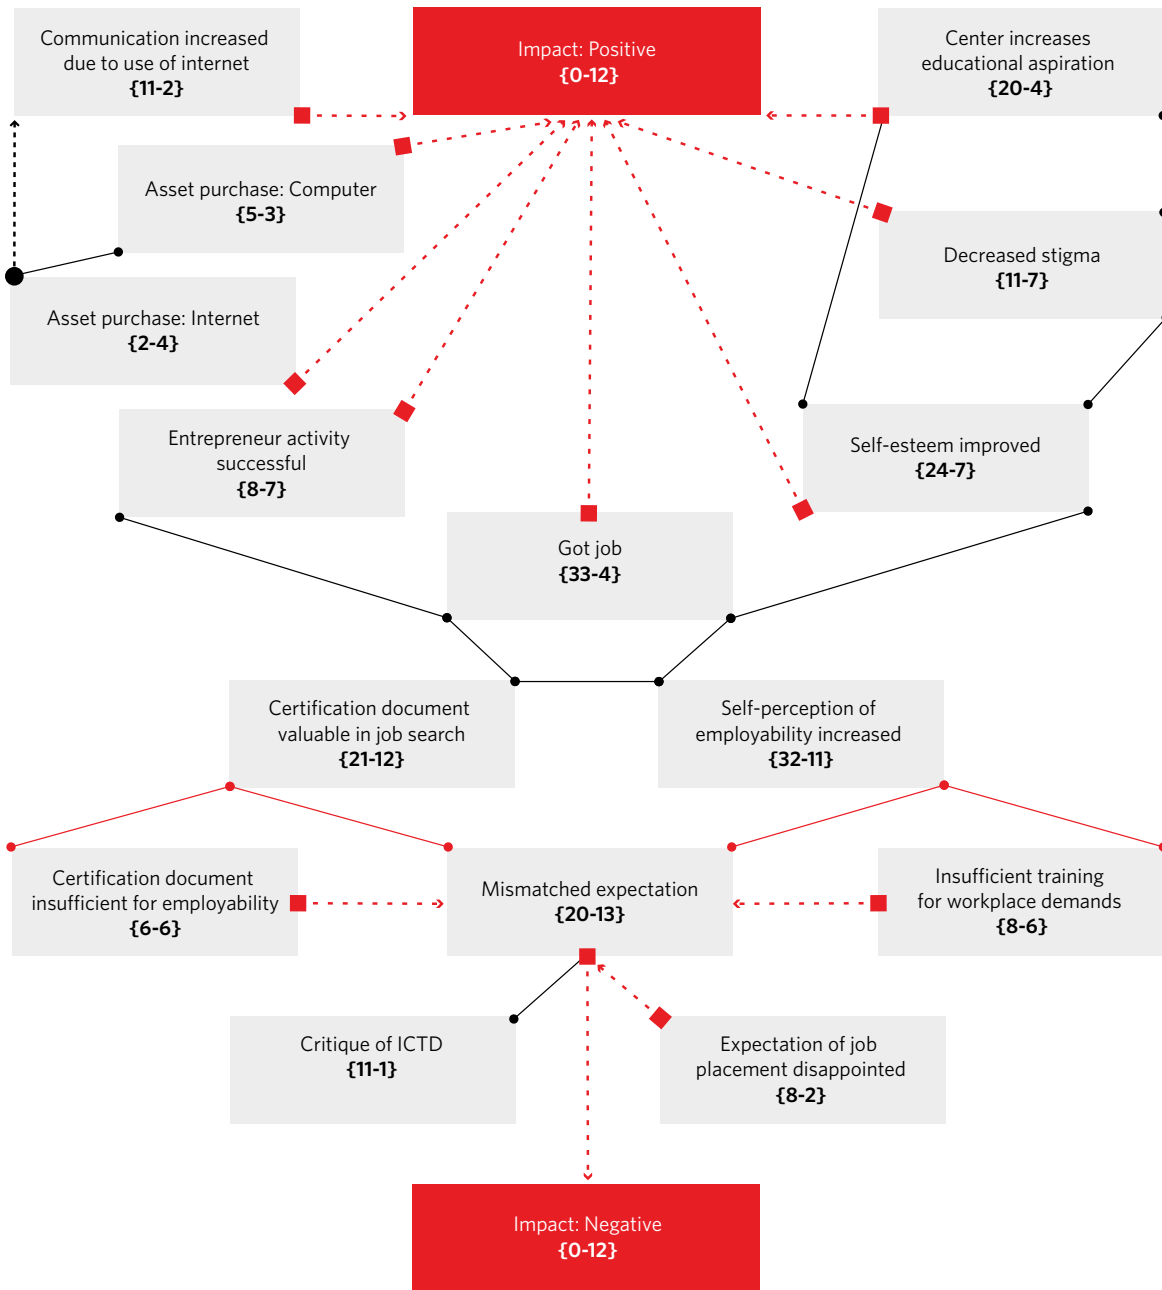 Communication increased
due to use of internet
{11-2}
Impact: Positive
{0-12}
Center increases
educational aspiration
{20-4}
Asset purchase: Computer
{5-3}
Decreased stigma
{11-7}
Asset purchase: Internet
{2-4}
Entrepreneur activity
successful
{8-7}
Self-esteem improved
{24-7}
Got job
{33-4}
Certification document
valuable in job search
{21-12}
Self-perception of
employability increased
{32-11}
Certification document
insufficient for employability
{6-6}
Mismatched expectation
{20-13}
Insufficient training
for workplace demands
{8-6}
Critique of ICTD
{11-1}
Expectation of job
placement disappointed
{8-2}
Impact: Negative
{0-12}